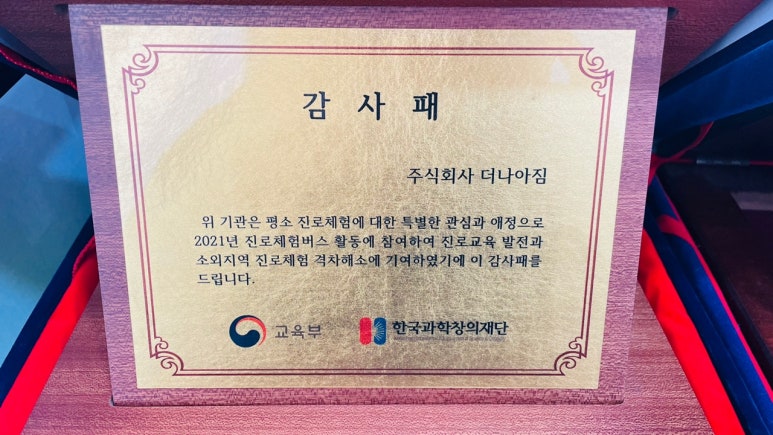 감 사 패
주식회사 더나아짐
위 기관은 평소 진로체험에 대한 특별한 관심과 애정으로
2021년 진로체험버스 활동에 참여하여 진로교육 발전과
소외지역 진로체험 격차해소에 기여하였기에 이 감사패를
드립니다.
교육부
한국과학창의재단